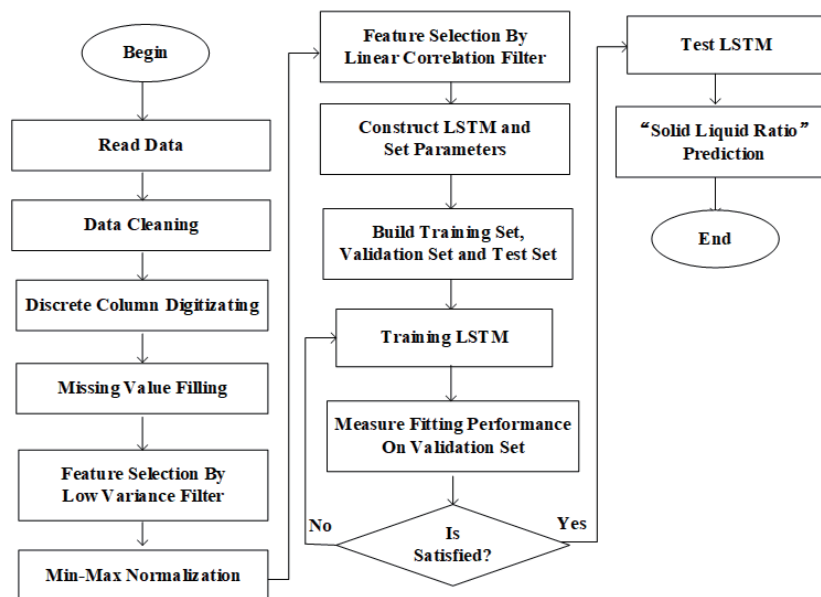 Begin
Read Data
Data Cleaning
Discrete Column Digitizating
Missing Value Filling
Feature Selection By
Low Variance Filter
Min-Max Normalization
Feature Selection By
Linear Correlation Filter
Construct LSTM and
Set Parameters
Build Training Set,
Validation Set and Test Set
Training LSTM
Measure Fitting Performance
On Validation Set
Is
Satisfied?
No
Yes
Test LSTM
“Solid Liquid Ratio”
Prediction
End